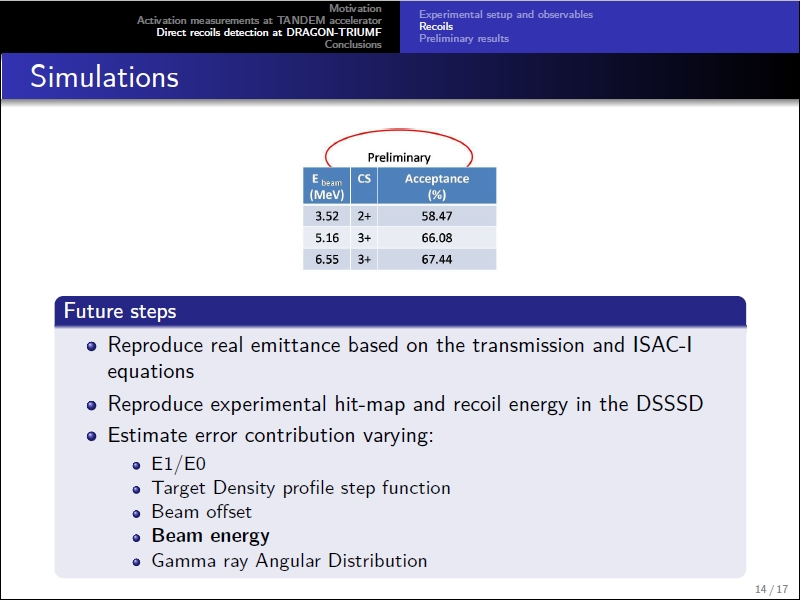 Motivation
Activation measurements at TANDEM accelerator
Direct recoils detection at DRAGON-TRIUMF
Conclusions
Experimental setup and observables
Recoils
Preliminary results
Simulations
Preliminary
E beam (MeV) CS Acceptance (%)
3.52 2+ 58.47
5.16 3+ 66.08
6.55 3+ 67.44
Future steps
Reproduce real emittance based on the transmission and ISAC-I
equations
Reproduce experimental hit-map and recoil energy in the DSSSD
Estimate error contribution varying:
E1/E0
Target Density profile step function
Beam offset
Beam energy
Gamma ray Angular Distribution
14 / 17